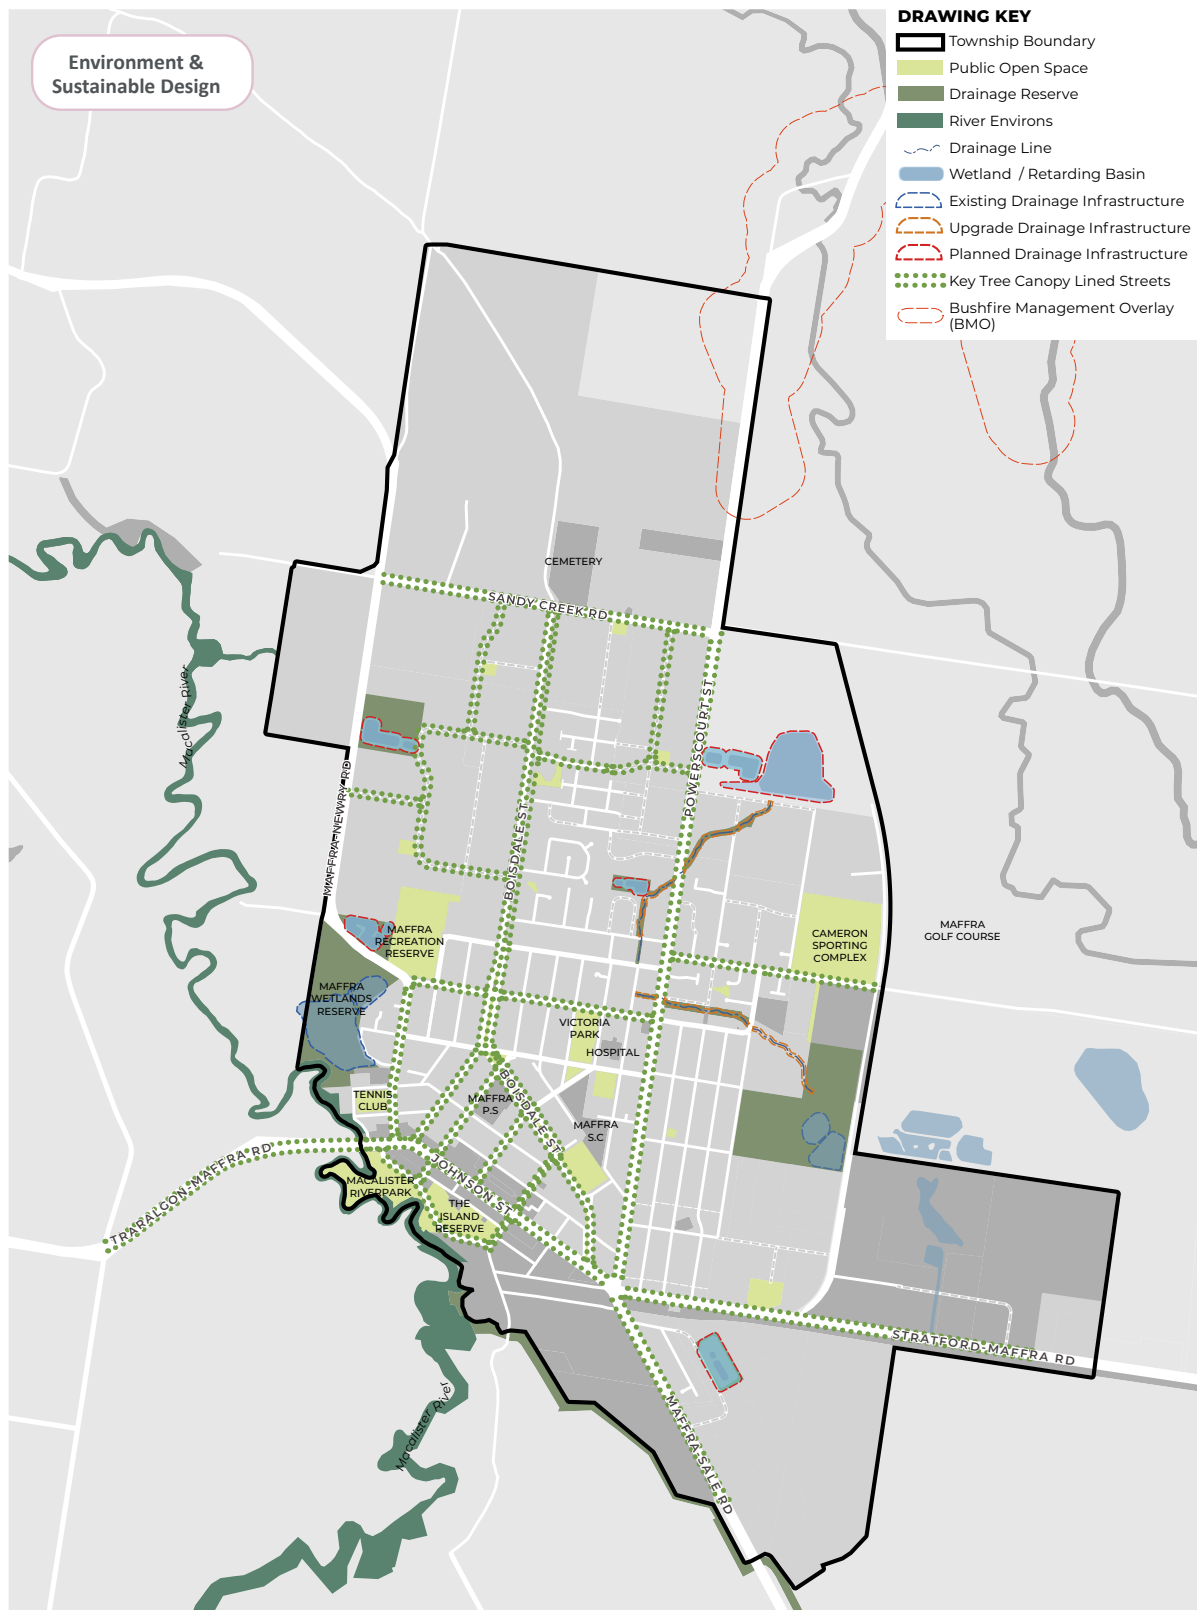 Environment &
Sustainable Design
DRAWING KEY
Township Boundary
Public Open Space
Drainage Reserve
River Environs
Drainage Line
Wetland / Retarding Basin
Existing Drainage Infrastructure
Upgrade Drainage Infrastructure
Planned Drainage Infrastructure
Key Tree Canopy Lined Streets
Bushfire Management Overlay
(BMO)
CEMETERY
SANDY CREEK RD
Macalister River
POWERSCOURT ST
MAFFRA-NEWRY RD
BOISDALE ST
MAFFRA
RECREATION
RESERVE
CAMERON
SPORTING
COMPLEX
MAFFRA
GOLF COURSE
MAFFRA
WETLANDS
RESERVE
VICTORIA
PARK
HOSPITAL
BOISDALE ST
TENNIS
CLUB
MAFFRA
P.S
MAFFRA
S.C
TRARALGON-MAFFRA RD
JOHNSON ST
MACALISTER
RIVERPARK
THE
ISLAND
RESERVE
STRATFORD-MAFFRA RD
Macalister River
MAFFRA-SALE RD